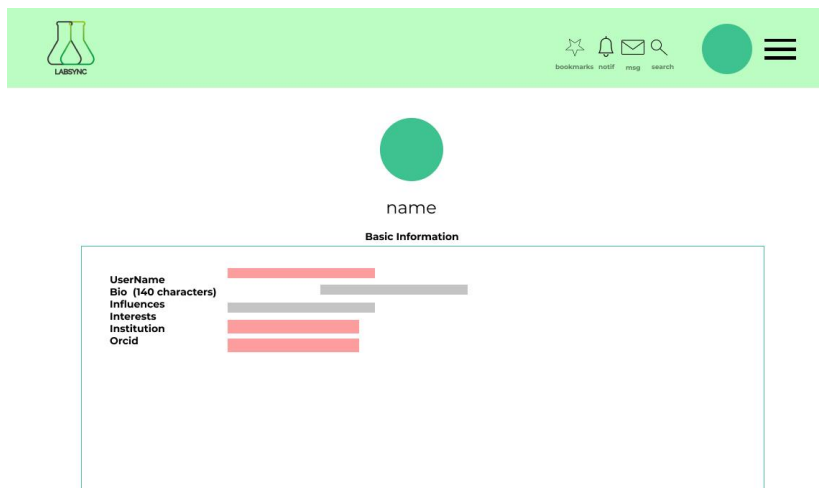 LABSYNC
bookmarks notif msg search
name
Basic Information
UserName
Bio (140 characters)
Influences
Interests
Institution
Orcid